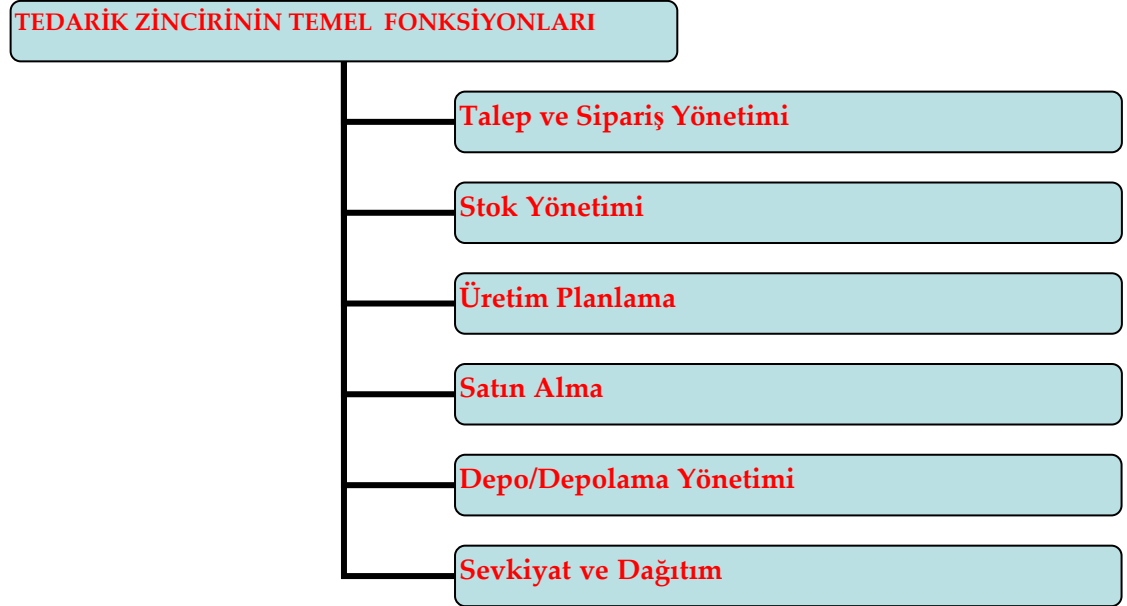 TEDARİK ZİNCİRİNİN TEMEL FONKSİYONLARI
Talep ve Sipariş Yönetimi
Stok Yönetimi
Üretim Planlama
Satın Alma
Depo/Depolama Yönetimi
Sevkiyat ve Dağıtım